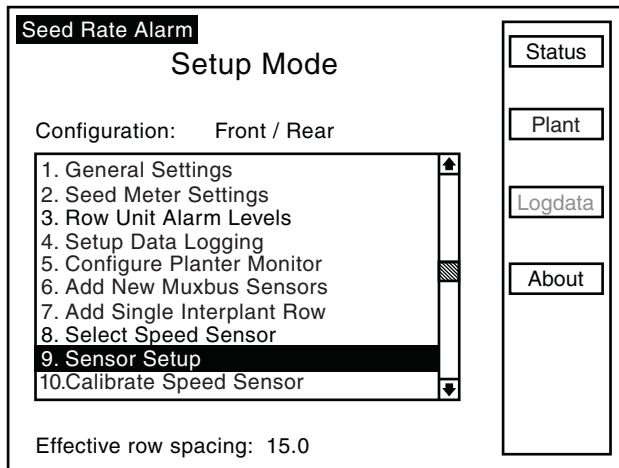 Seed Rate Alarm
Setup Mode
Configuration: Front / Rear
1. General Settings
2. Seed Meter Settings
3. Row Unit Alarm Levels
4. Setup Data Logging
5. Configure Planter Monitor
6. Add New Muxbus Sensors
7. Add Single Interplant Row
8. Select Speed Sensor
9. Sensor Setup
10.Calibrate Speed Sensor
Effective row spacing: 15.0
Status
Plant
Logdata
About